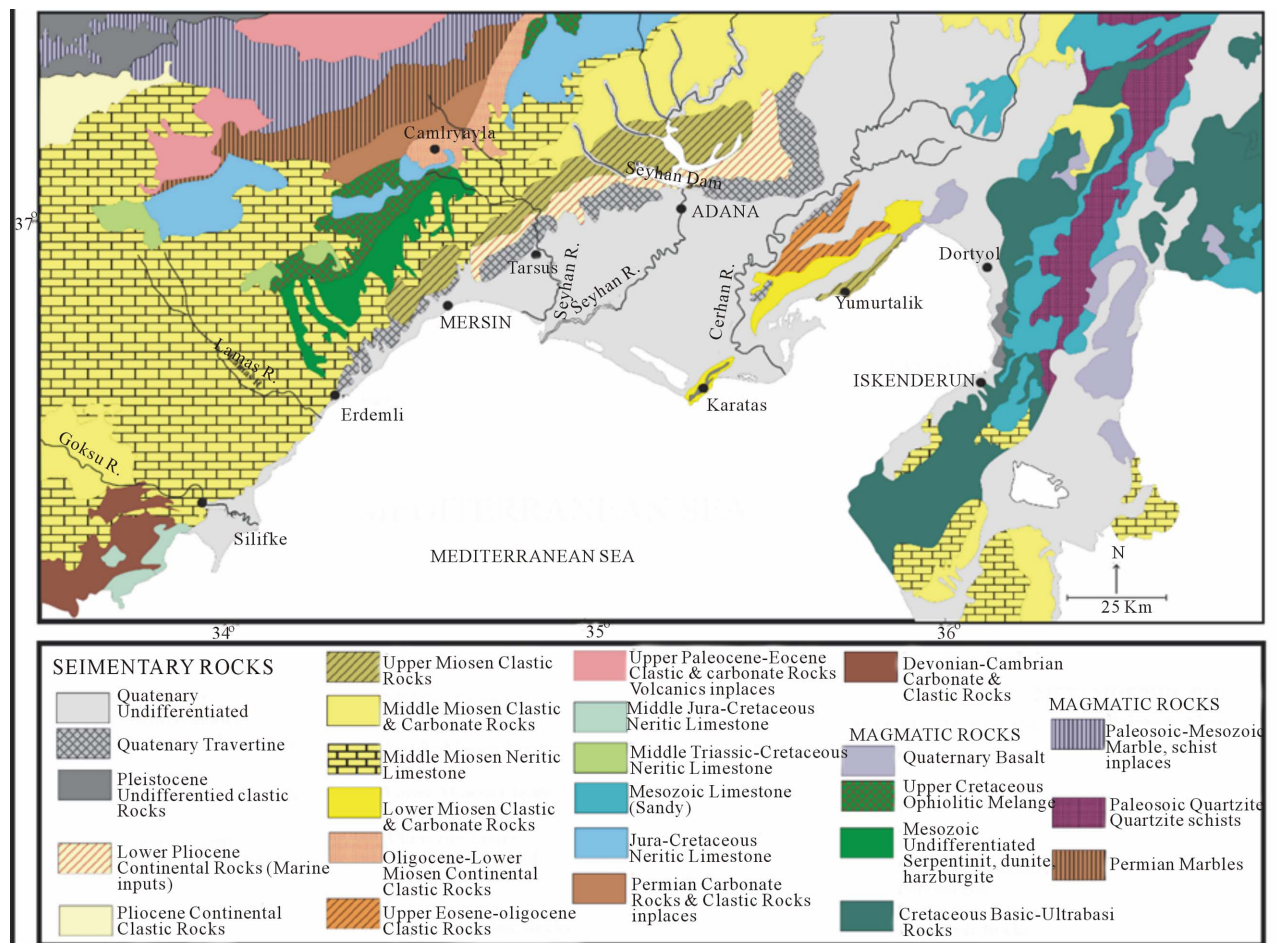 Camlryayla
Seyhan Dam
37°
ADANA
Dortyol
Tarsus
Seyhan R.
Seyhan R.
Cerhan R.
Yumurtalik
MERSIN
Lamas R.
ISKENDERUN
Karatas
Erdemli
Goksu R.
Silifke
MEDITERRANEAN SEA
MEDITERRANEAN SEA
N
25 Km
34°
35°
36°
SEIMENTARY ROCKS
Quatenary
Undifferentiated
Quatenary Travertine
Pleistocene
Undifferentied clastic
Rocks
Lower Pliocene
Continental Rocks (Marine
inputs)
Pliocene Continental
Clastic Rocks
Upper Miosen Clastic
Rocks
Middle Miosen Clastic
& Carbonate Rocks
Middle Miosen Neritic
Limestone
Lower Miosen Clastic
& Carbonate Rocks
Oligocene-Lower
Miosen Continental
Clastic Rocks
Upper Eosene-oligocene
Clastic Rocks
Upper Paleocene-Eocene
Clastic & carbonate Rocks
Volcanics inplaces
Middle Jura-Cretaceous
Neritic Limestone
Middle Triassic-Cretaceous
Neritic Limestone
Mesozoic Limestone
(Sandy)
Jura-Cretaceous
Neritic Limestone
Permian Carbonate
Rocks & Clastic Rocks
inplaces
Devonian-Cambrian
Carbonate &
Clastic Rocks
MAGMATIC ROCKS
Quaternary Basalt
Upper Cretaceous
Ophiolitic Melange
Mesozoic
Undifferentiated
Serpentinit, dunite,
harzburgite
Cretaceous Basic-Ultrabasi
Rocks
MAGMATIC ROCKS
Paleosoic-Mesozoic
Marble, schist
inplaces
Paleosoic Quartzite
Quartzite schists
Permian Marbles